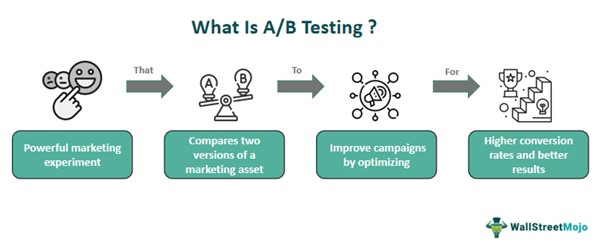 What Is A/B Testing ?
That
To
For
A
B
Powerful marketing
experiment
Compares two
versions of a
marketing asset
Improve campaigns
by optimizing
Higher conversion
rates and better
results
WallStreetMojo